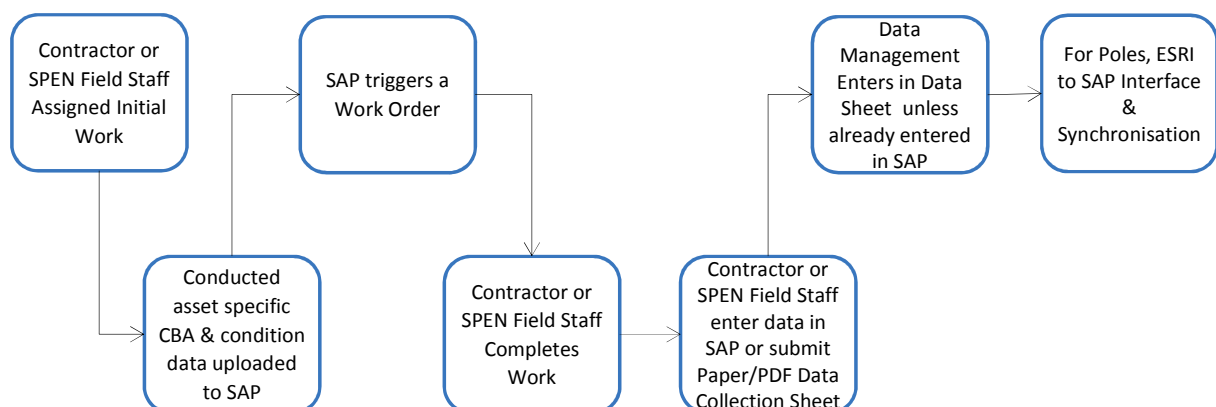 Contractor or
SPEN Field Staff
Assigned Initial
Work
Conducted
asset specific
CBA & condition
data uploaded
to SAP
SAP triggers a
Work Order
Contractor or
SPEN Field Staff
Completes
Work
Contractor or
SPEN Field Staff
enter data in
SAP or submit
Paper/PDF Data
Collection Sheet
Data
Management
Enters in Data
Sheet unless
already entered
in SAP
For Poles, ESRI
to SAP Interface
&
Synchronisation